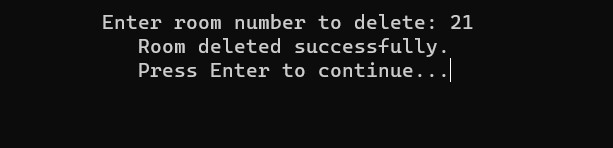 Enter room number to delete: 21
Room deleted successfully.
Press Enter to continue...